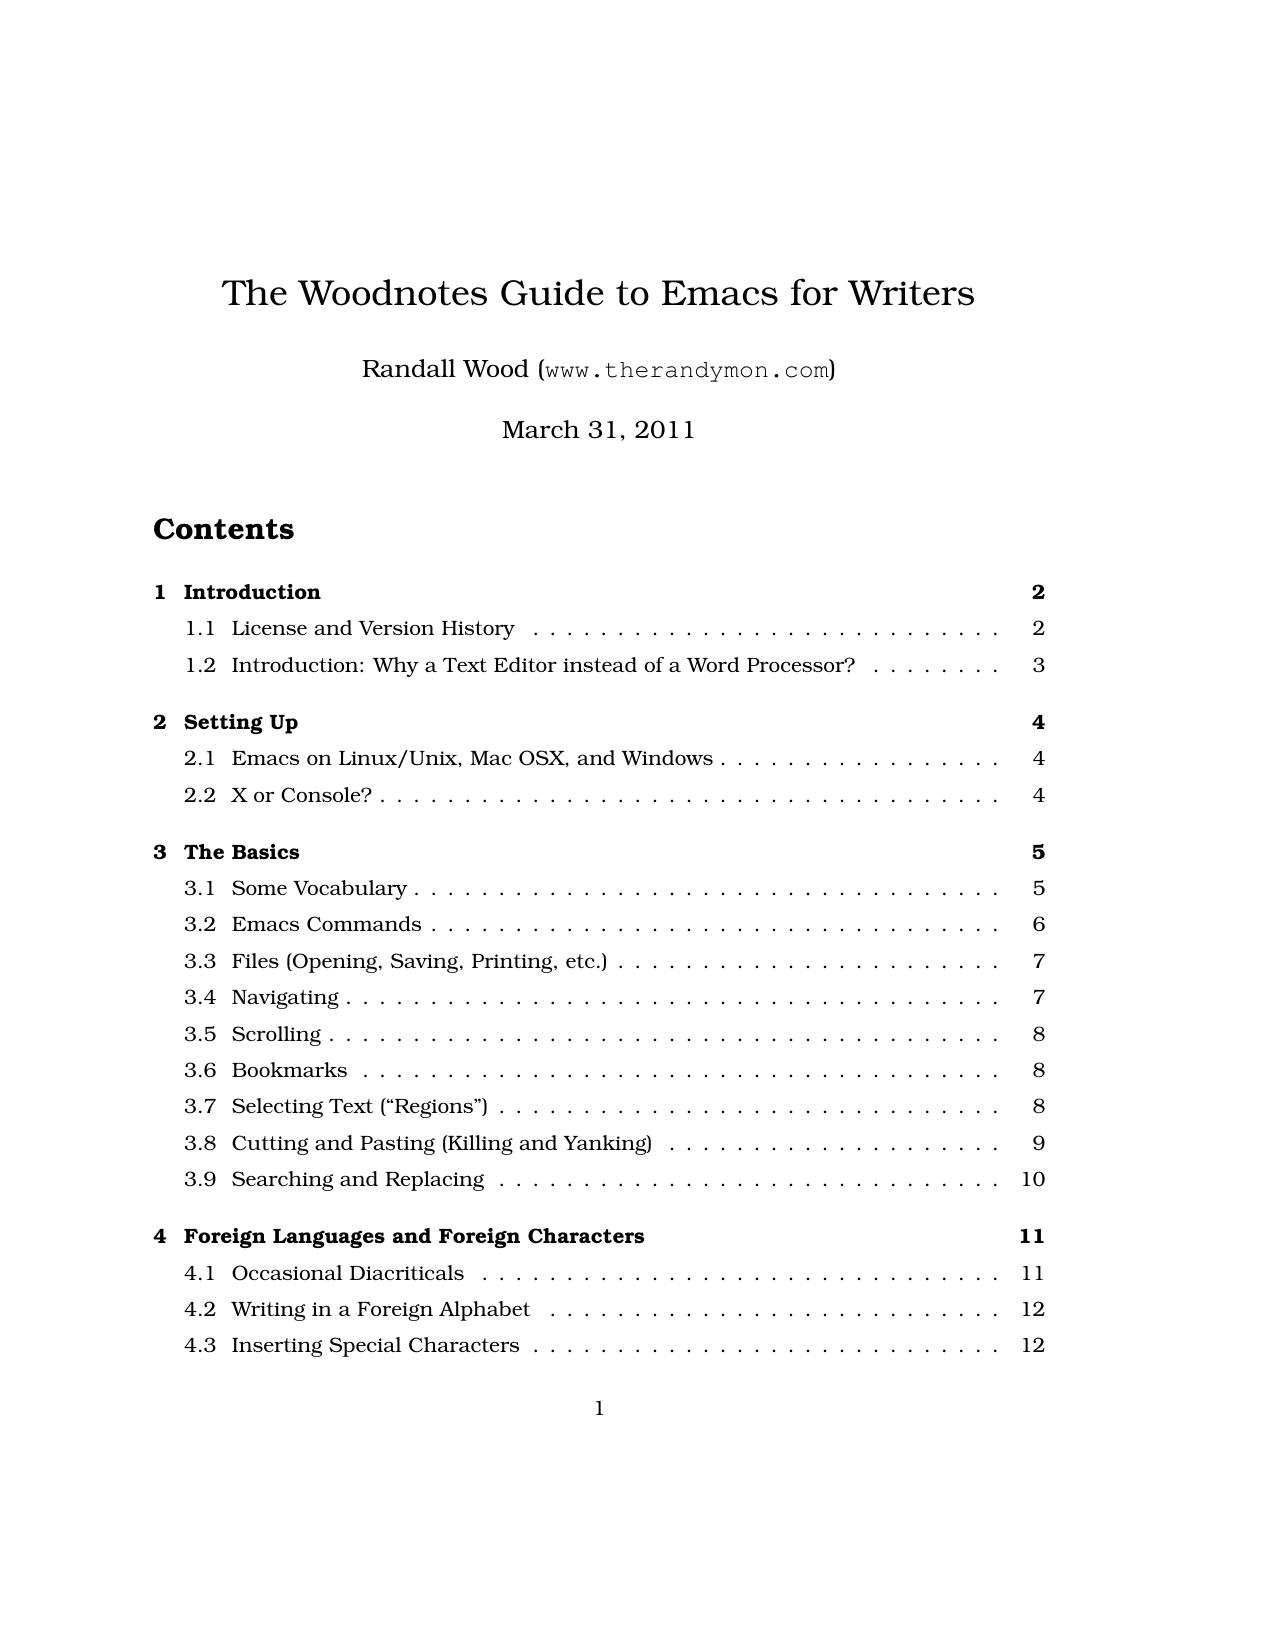 The Woodnotes Guide to Emacs for Writers
Randall Wood (www.therandymon.com)
March 31, 2011
Contents
1 Introduction 2
1.1 License and Version History . . . . . . . . . . . . . . . . . . . . . . . . . . . . 2
1.2 Introduction: Why a Text Editor instead of a Word Processor? . . . . . . . . 3
2 Setting Up 4
2.1 Emacs on Linux/Unix, Mac OSX, and Windows . . . . . . . . . . . . . . . . . 4
2.2 X or Console? . . . . . . . . . . . . . . . . . . . . . . . . . . . . . . . . . . . . . 4
3 The Basics 5
3.1 Some Vocabulary . . . . . . . . . . . . . . . . . . . . . . . . . . . . . . . . . . . 5
3.2 Emacs Commands . . . . . . . . . . . . . . . . . . . . . . . . . . . . . . . . . . 6
3.3 Files (Opening, Saving, Printing, etc.) . . . . . . . . . . . . . . . . . . . . . . . 7
3.4 Navigating . . . . . . . . . . . . . . . . . . . . . . . . . . . . . . . . . . . . . . . 7
3.5 Scrolling . . . . . . . . . . . . . . . . . . . . . . . . . . . . . . . . . . . . . . . . 8
3.6 Bookmarks . . . . . . . . . . . . . . . . . . . . . . . . . . . . . . . . . . . . . . 8
3.7 Selecting Text (“Regions”) . . . . . . . . . . . . . . . . . . . . . . . . . . . . . . 8
3.8 Cutting and Pasting (Killing and Yanking) . . . . . . . . . . . . . . . . . . . . 9
3.9 Searching and Replacing . . . . . . . . . . . . . . . . . . . . . . . . . . . . . . 10
4 Foreign Languages and Foreign Characters 11
4.1 Occasional Diacriticals . . . . . . . . . . . . . . . . . . . . . . . . . . . . . . . 11
4.2 Writing in a Foreign Alphabet . . . . . . . . . . . . . . . . . . . . . . . . . . . 12
4.3 Inserting Special Characters . . . . . . . . . . . . . . . . . . . . . . . . . . . . 12
1